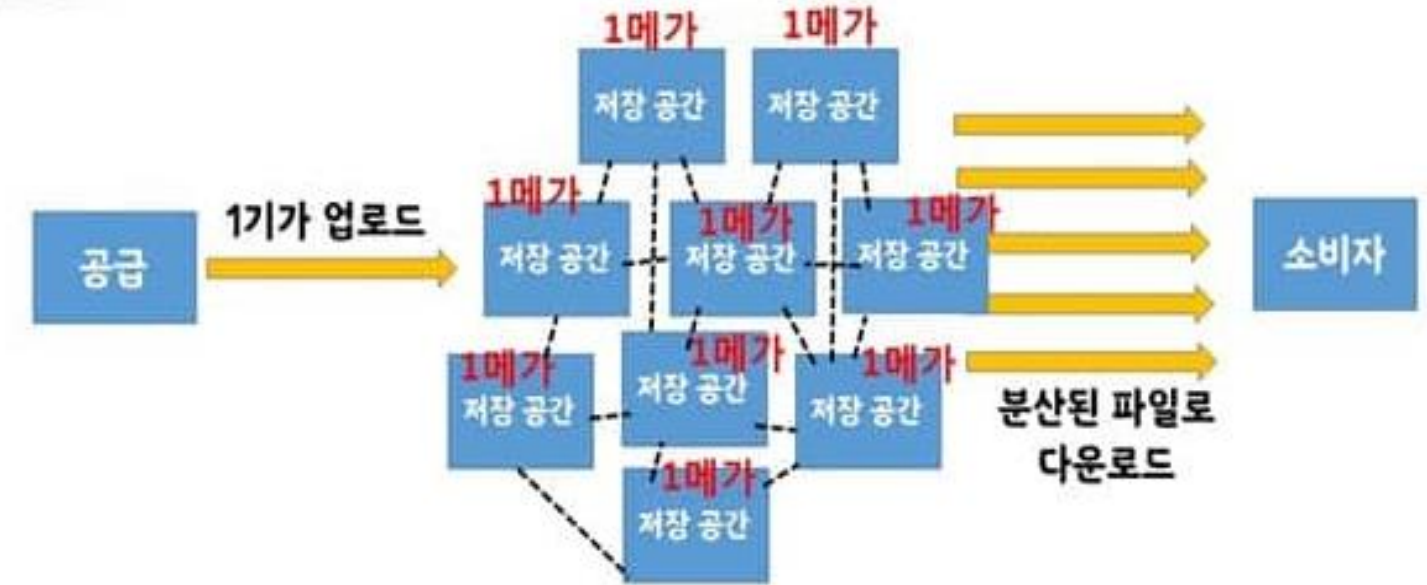 1메가
1메가
저장 공간
저장 공간
1메가
1메가
1메가
공급
1기가 업로드
저장 공간
저장 공간
저장 공간
소비자
1메가
1메가
1메가
저장 공간
저장 공간
저장 공간
분산된 파일로
다운로드
1메가
저장 공간